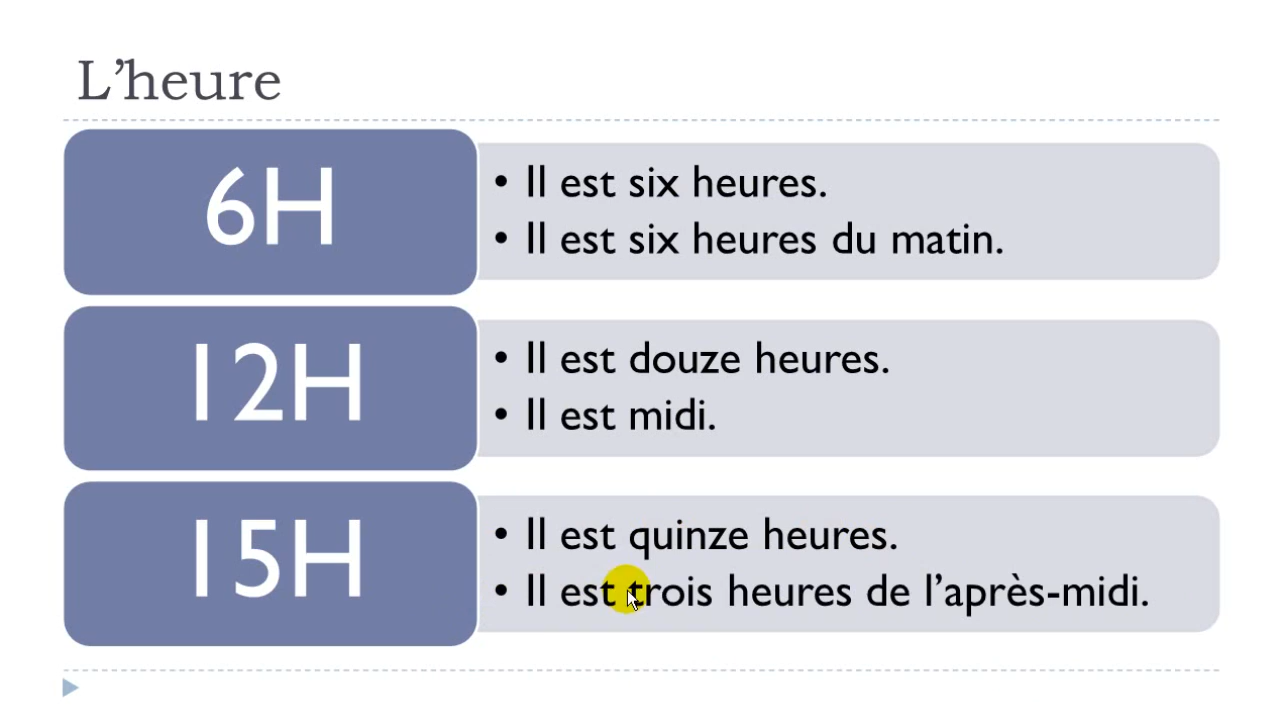 L’heure
6H
• Il est six heures.
• Il est six heures du matin.
12H
• Il est douze heures.
• Il est midi.
15H
• Il est quinze heures.
• Il est trois heures de l’après-midi.